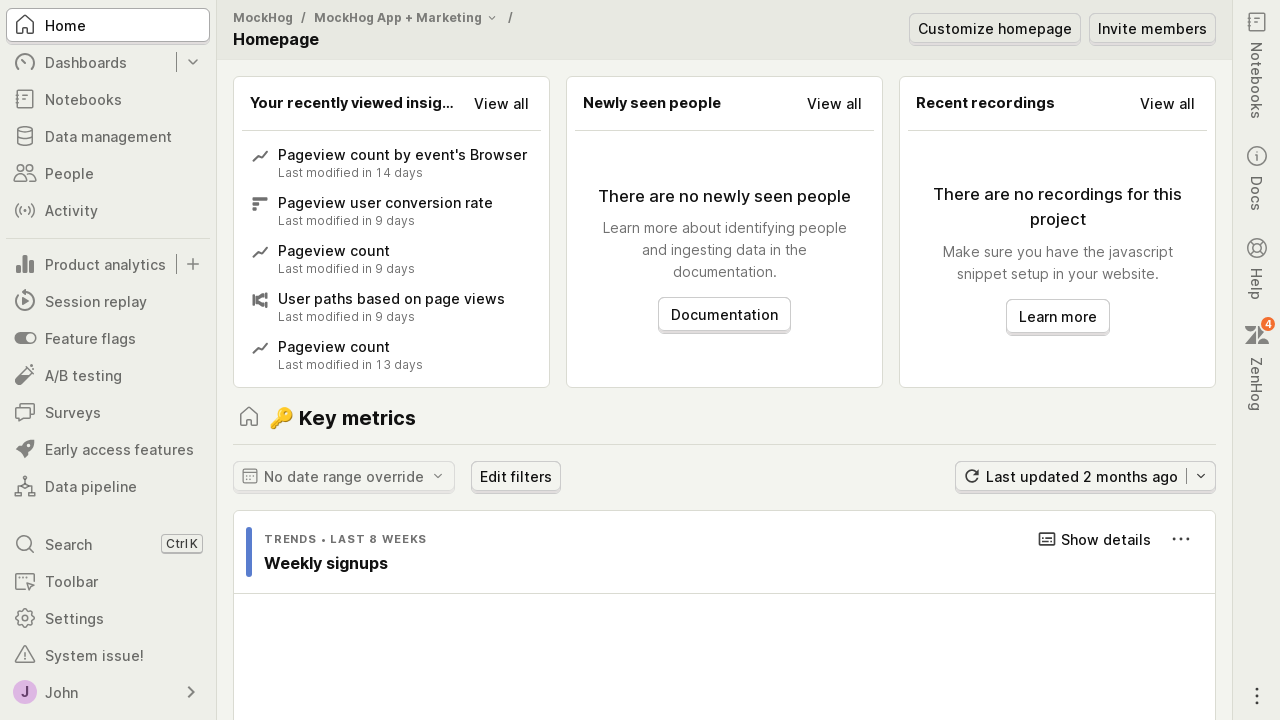 Home
Dashboards
Notebooks
Data management
People
Activity
Product analytics
Session replay
Feature flags
A/B testing
Surveys
Early access features
Data pipeline
Search Ctrl K
Toolbar
Settings
System issue!
J John
MockHog / MockHog App + Marketing /
Homepage
Customize homepage
Invite members
Your recently viewed insig... View all
Pageview count by event's Browser
Last modified in 14 days
Pageview user conversion rate
Last modified in 9 days
Pageview count
Last modified in 9 days
User paths based on page views
Last modified in 9 days
Pageview count
Last modified in 13 days
Newly seen people View all
There are no newly seen people
Learn more about identifying people
and ingesting data in the
documentation.
Documentation
Recent recordings View all
There are no recordings for this
project
Make sure you have the javascript
snippet setup in your website.
Learn more
🔑 Key metrics
No date range override
Edit filters
Last updated 2 months ago
TRENDS • LAST 8 WEEKS
Show details
Weekly signups
Notebooks
Docs
Help
4
ZenHog